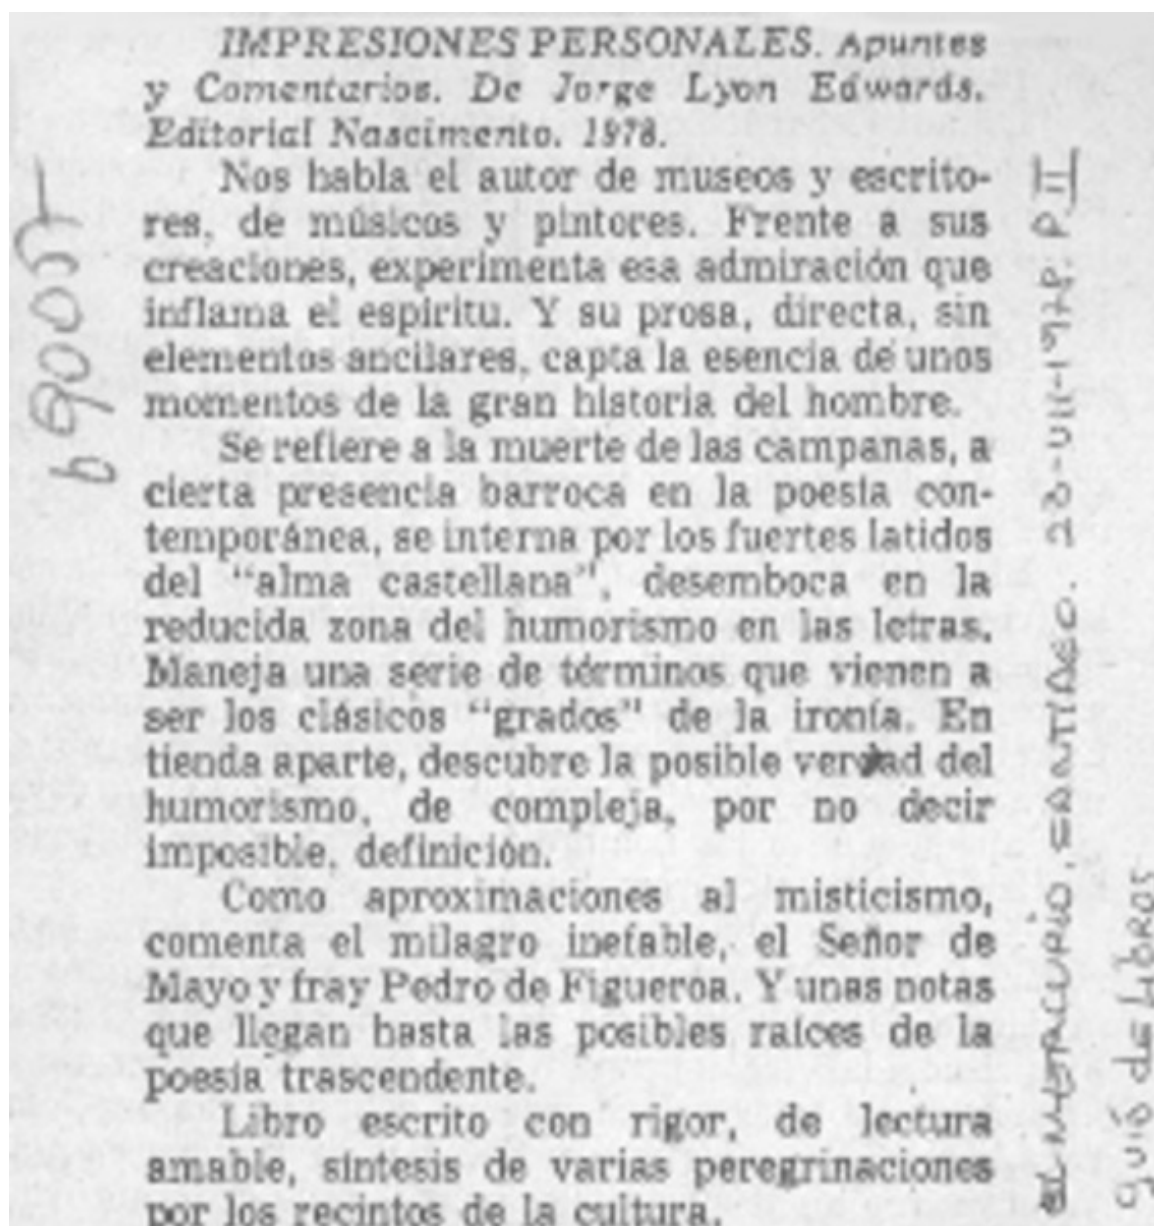 IMPRESIONES PERSONALES. Apuntes
y Comentarios. De Jorge Lyon Edwards.
Editorial Nascimento. 1978.
Nos habla el autor de museos y escrito-
res, de músicos y pintores. Frente a sus
creaciones, experimenta esa admiración que
inflama el espíritu. Y su prosa, directa, sin
elementos ancilares, capta la esencia de unos
momentos de la gran historia del hombre.
Se refiere a la muerte de las campanas, a
cierta presencia barroca en la poesía con-
temporánea, se interna por los fuertes latidos
del "alma castellana", desemboca en la
reducida zona del humorismo en las letras.
Maneja una serie de términos que vienen a
ser los clásicos "grados" de la ironía. En
tienda aparte, descubre la posible verdad del
humorismo, de compleja, por no decir
imposible, definición.
Como aproximaciones al misticismo,
comenta el milagro inefable, el Señor de
Mayo y fray Pedro de Figueroa. Y unas notas
que llegan hasta las posibles raíces de la
poesía trascendente.
Libro escrito con rigor, de lectura
amable, síntesis de varias peregrinaciones
por los recintos de la cultura.
EL MERCURIO, SANTIAGO. 23-VII-1978. P. II
guía de libros